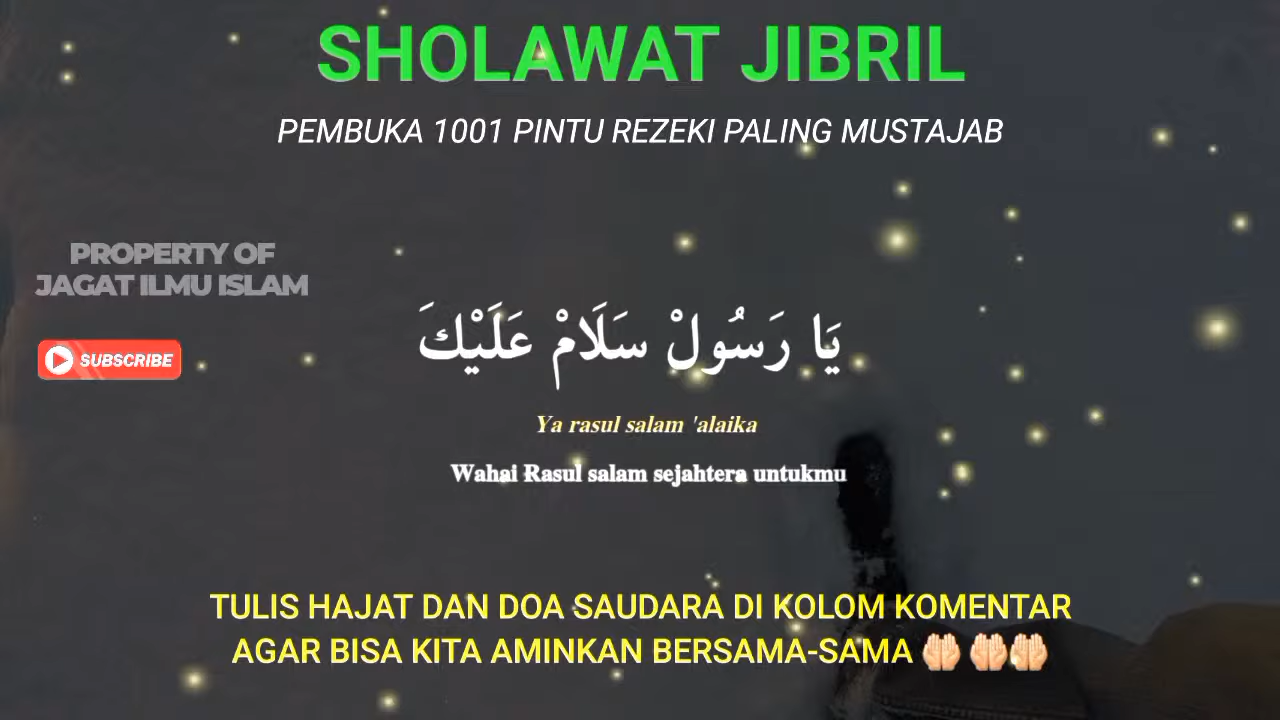 SHOLAWAT JIBRIL
PEMBUKA 1001 PINTU REZEKI PALING MUSTAJAB
PROPERTY OF
JAGAT ILMU ISLAM
SUBSCRIBE
يَا رَسُولْ سَلَامْ عَلَيْكَ
Ya rasul salam 'alaika
Wahai Rasul salam sejahtera untukmu
TULIS HAJAT DAN DOA SAUDARA DI KOLOM KOMENTAR
AGAR BISA KITA AMINKAN BERSAMA-SAMA 🤲🏻 🤲🏻🤲🏻